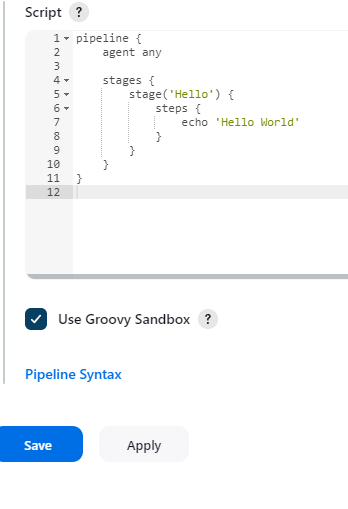 Script ?
1 pipeline {
2     agent any
3
4     stages {
5         stage('Hello') {
6             steps {
7                 echo 'Hello World'
8             }
9         }
10     }
11 }
12
Use Groovy Sandbox ?
Pipeline Syntax
Save Apply